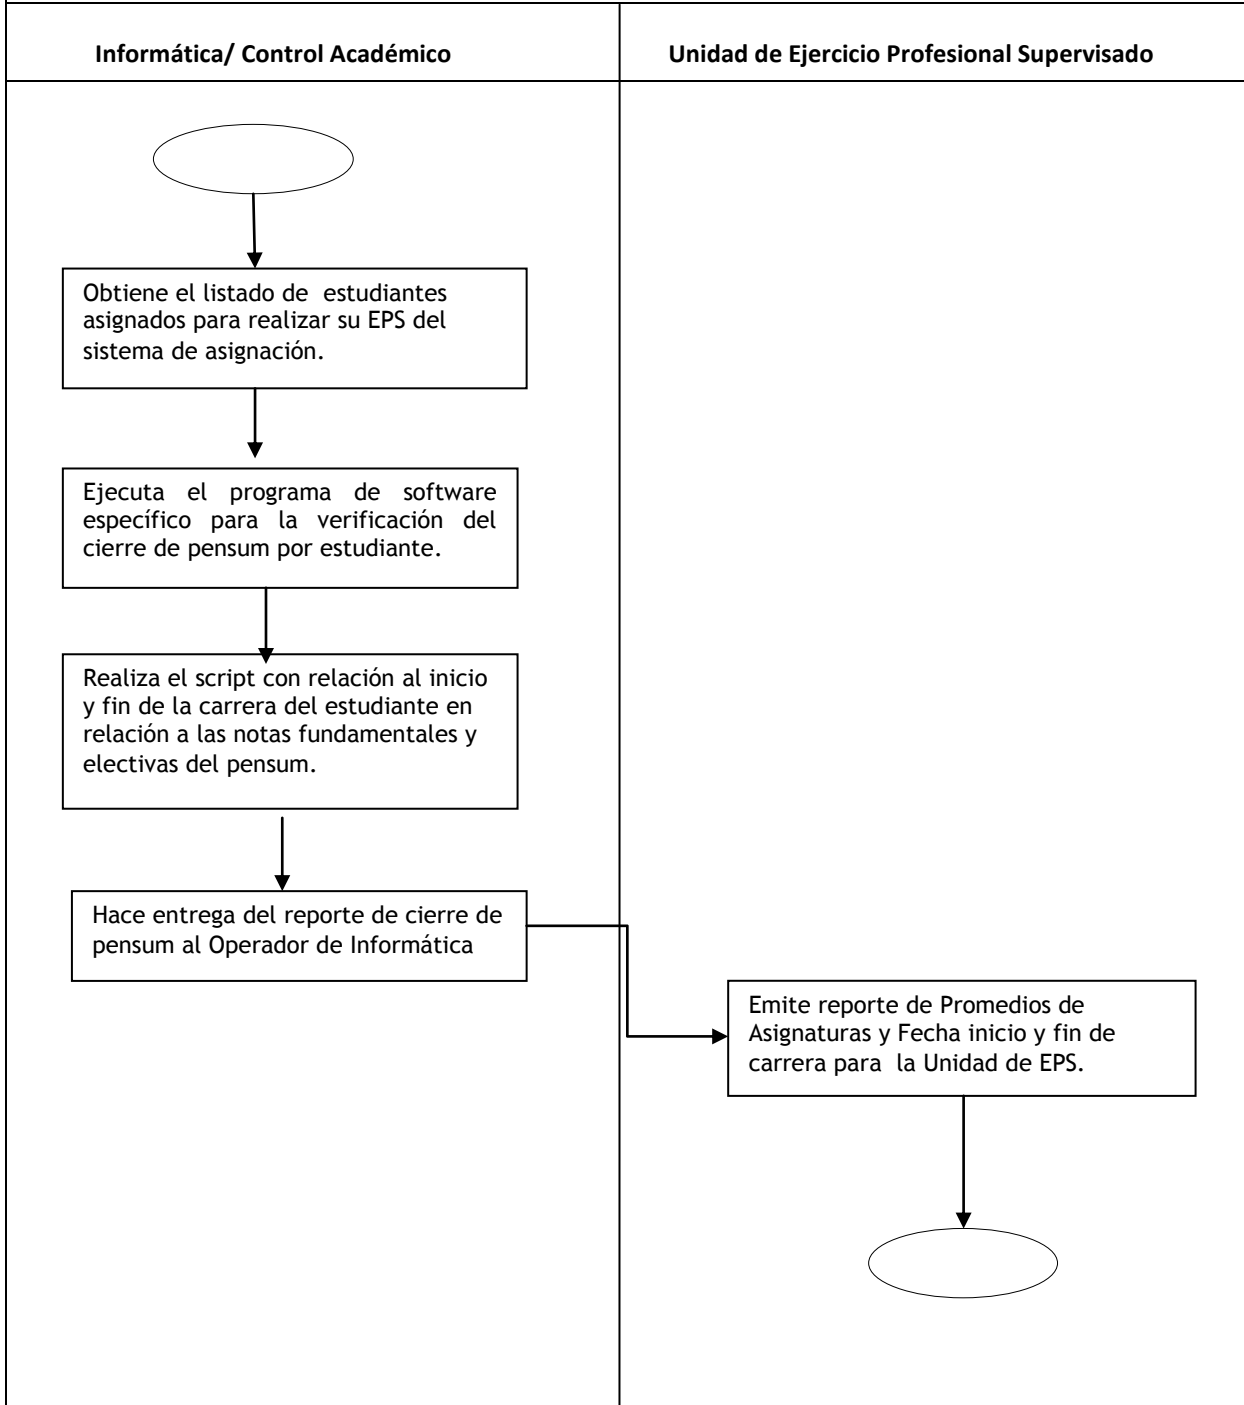 Informática/ Control Académico
Unidad de Ejercicio Profesional Supervisado
Obtiene el listado de estudiantes
asignados para realizar su EPS del
sistema de asignación.
Ejecuta el programa de software
específico para la verificación del
cierre de pensum por estudiante.
Realiza el script con relación al inicio
y fin de la carrera del estudiante en
relación a las notas fundamentales y
electivas del pensum.
Hace entrega del reporte de cierre de
pensum al Operador de Informática
Emite reporte de Promedios de
Asignaturas y Fecha inicio y fin de
carrera para la Unidad de EPS.